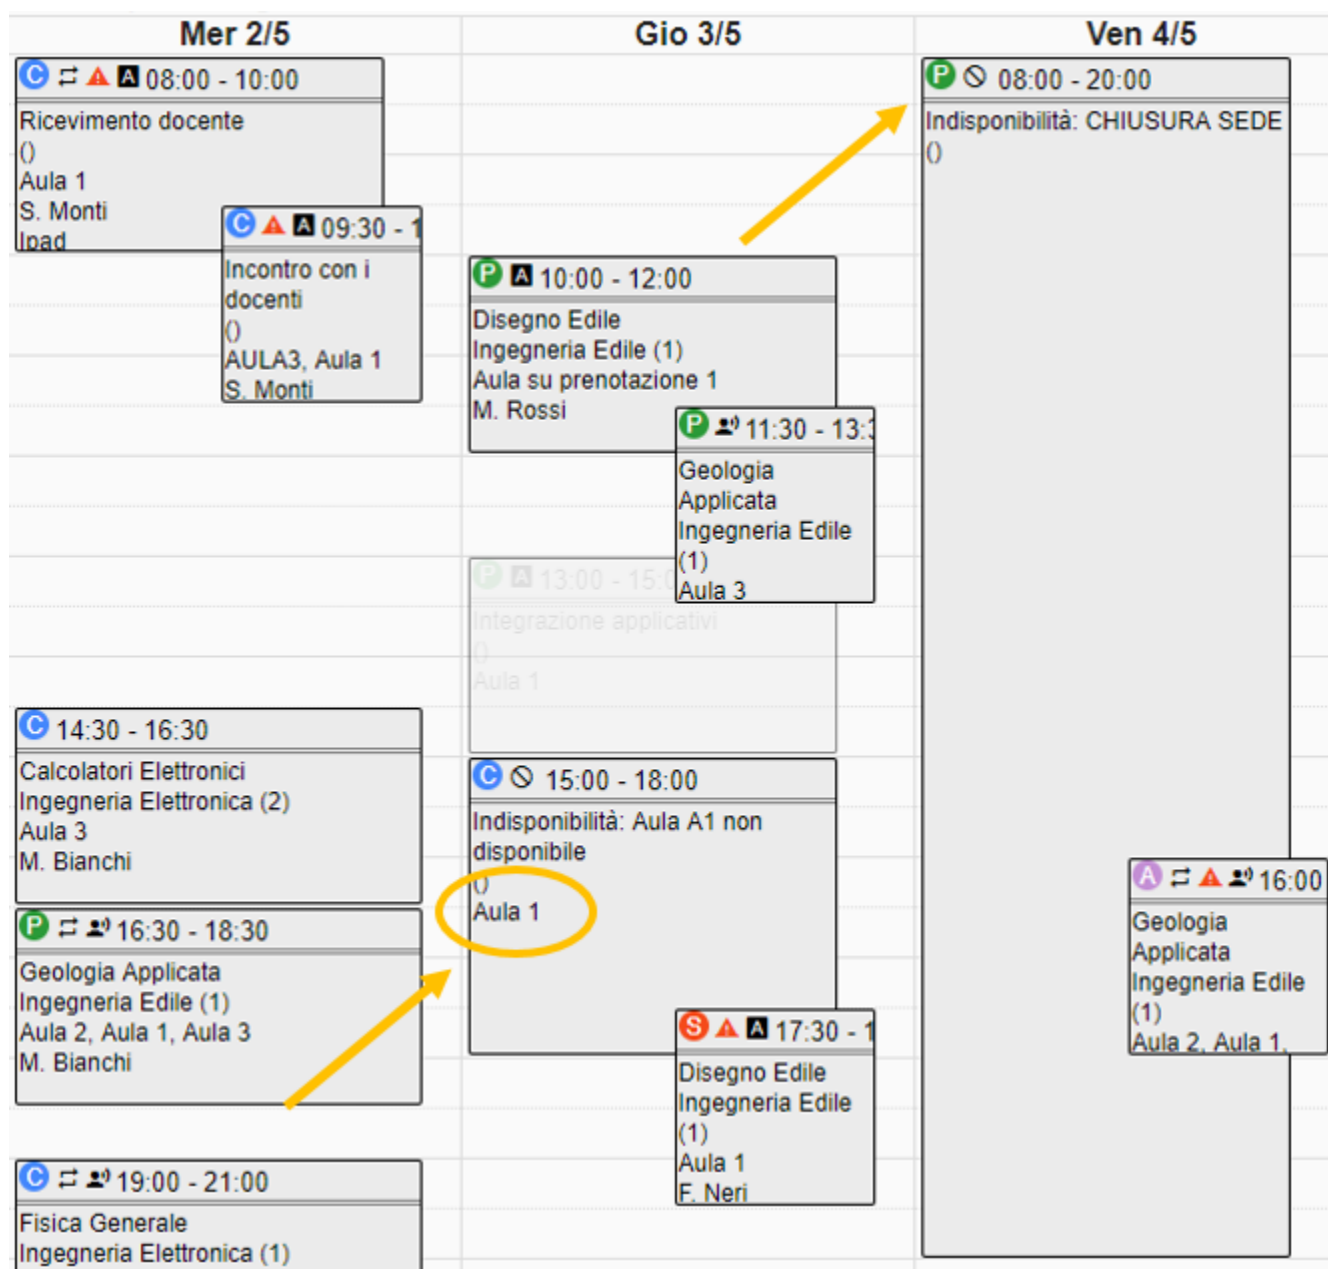 Mer 2/5
C A 08:00 - 10:00
Ricevimento docente
()
Aula 1
S. Monti
Ipad
C A 09:30 - 1
Incontro con i
docenti
()
AULA3, Aula 1
S. Monti
C 14:30 - 16:30
Calcolatori Elettronici
Ingegneria Elettronica (2)
Aula 3
M. Bianchi
P 16:30 - 18:30
Geologia Applicata
Ingegneria Edile (1)
Aula 2, Aula 1, Aula 3
M. Bianchi
C 19:00 - 21:00
Fisica Generale
Ingegneria Elettronica (1)
Gio 3/5
P A 10:00 - 12:00
Disegno Edile
Ingegneria Edile (1)
Aula su prenotazione 1
M. Rossi
P 11:30 - 13:3
Geologia
Applicata
Ingegneria Edile
(1)
Aula 3
P A 13:00 - 15:0
Integrazione applicativi
()
Aula 1
C 15:00 - 18:00
Indisponibilità: Aula A1 non
disponibile
()
Aula 1
S A 17:30 - 1
Disegno Edile
Ingegneria Edile
(1)
Aula 1
F. Neri
Ven 4/5
P 08:00 - 20:00
Indisponibilità: CHIUSURA SEDE
()
A 16:00
Geologia
Applicata
Ingegneria Edile
(1)
Aula 2, Aula 1,